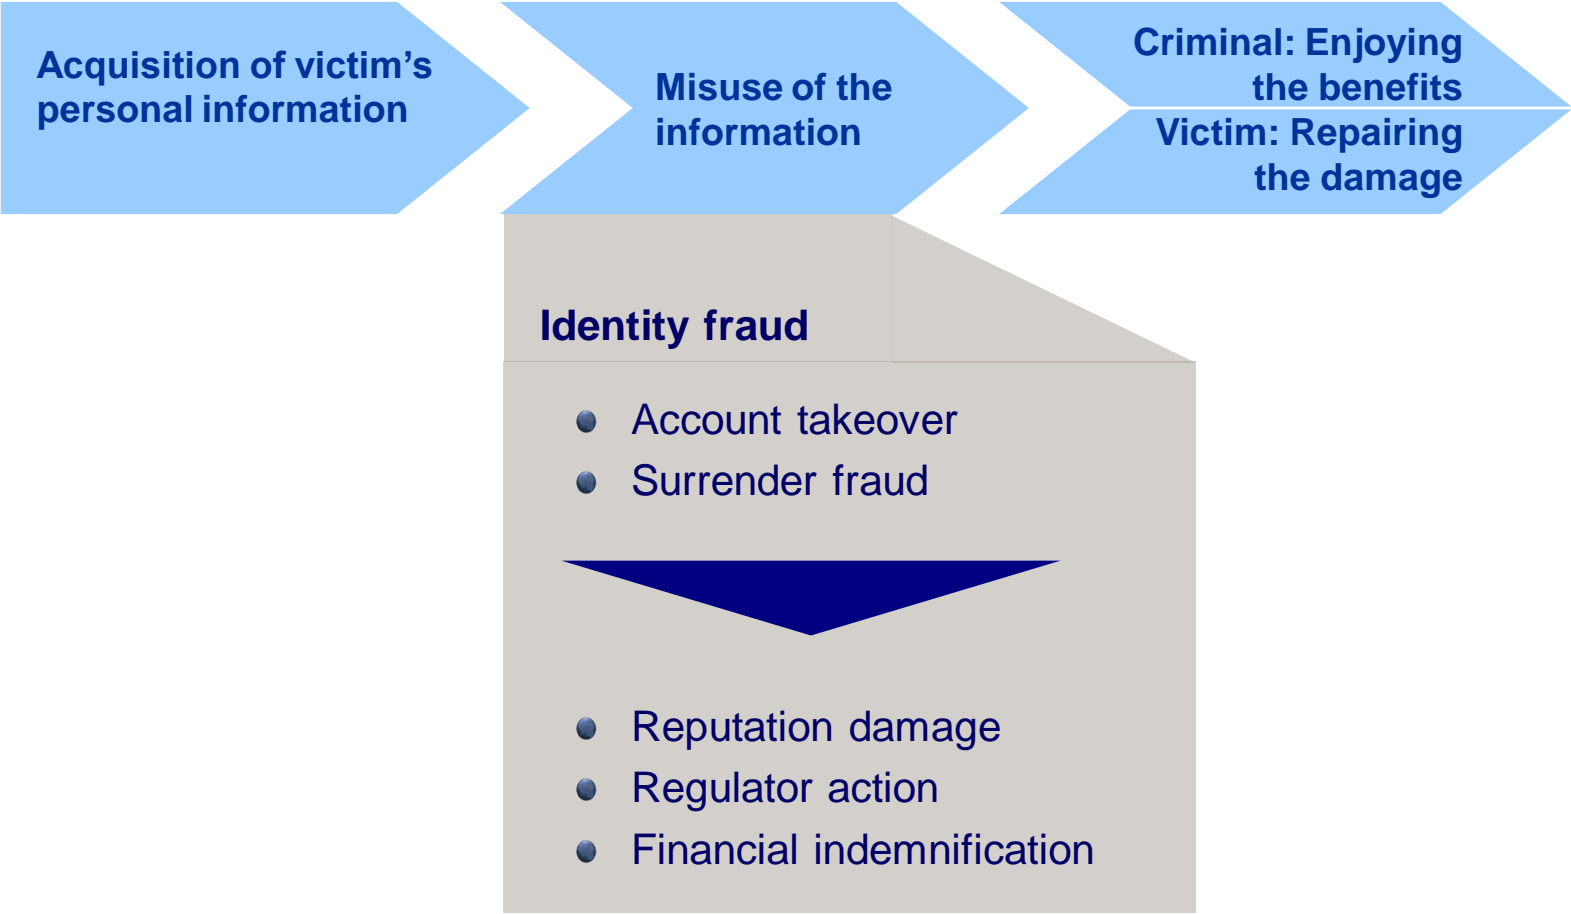 Acquisition of victim’s
personal information
Misuse of the
information
Criminal: Enjoying
the benefits
Victim: Repairing
the damage
Identity fraud
Account takeover
Surrender fraud
Reputation damage
Regulator action
Financial indemnification